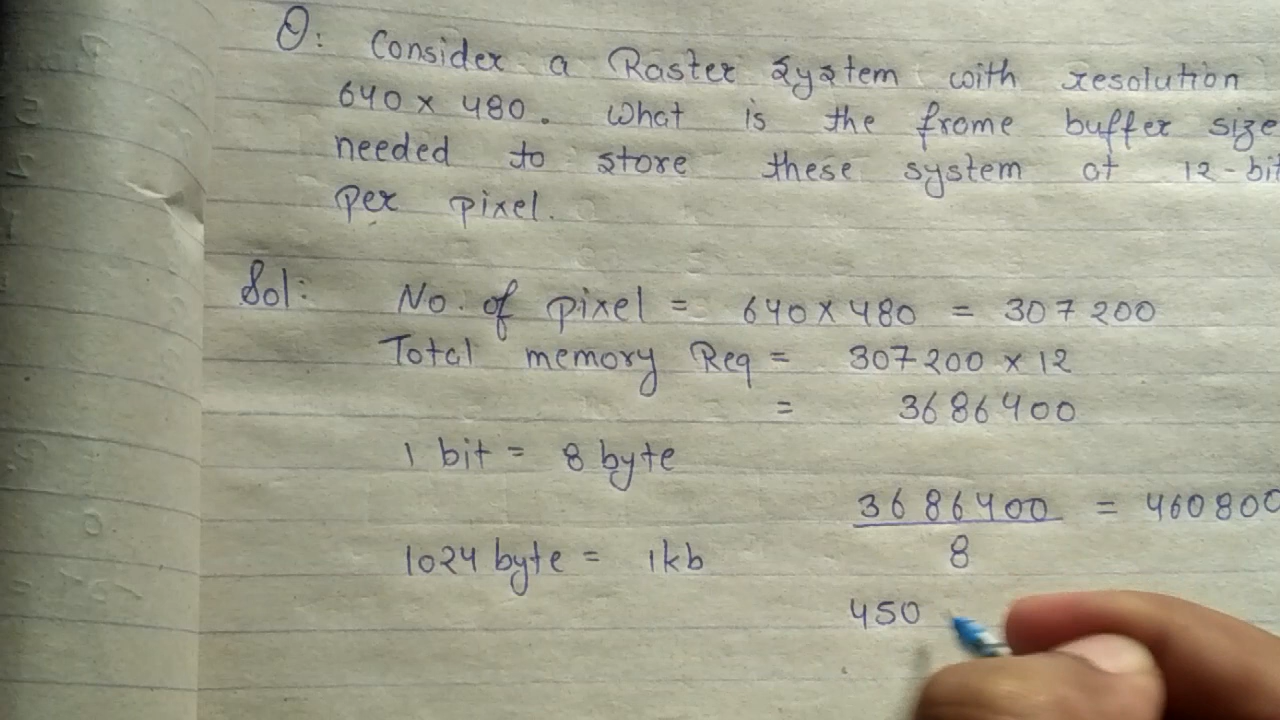 Q: Consider a Raster System with resolution
640 x 480. What is the frame buffer size
needed to store these system at 12-bit
per pixel.
Sol: No. of pixel = 640 x 480 = 307200
Total memory Req = 307200 x 12
= 3686400
1 bit = 8 byte
3686400 = 460800
8
1024 byte = 1kb
450